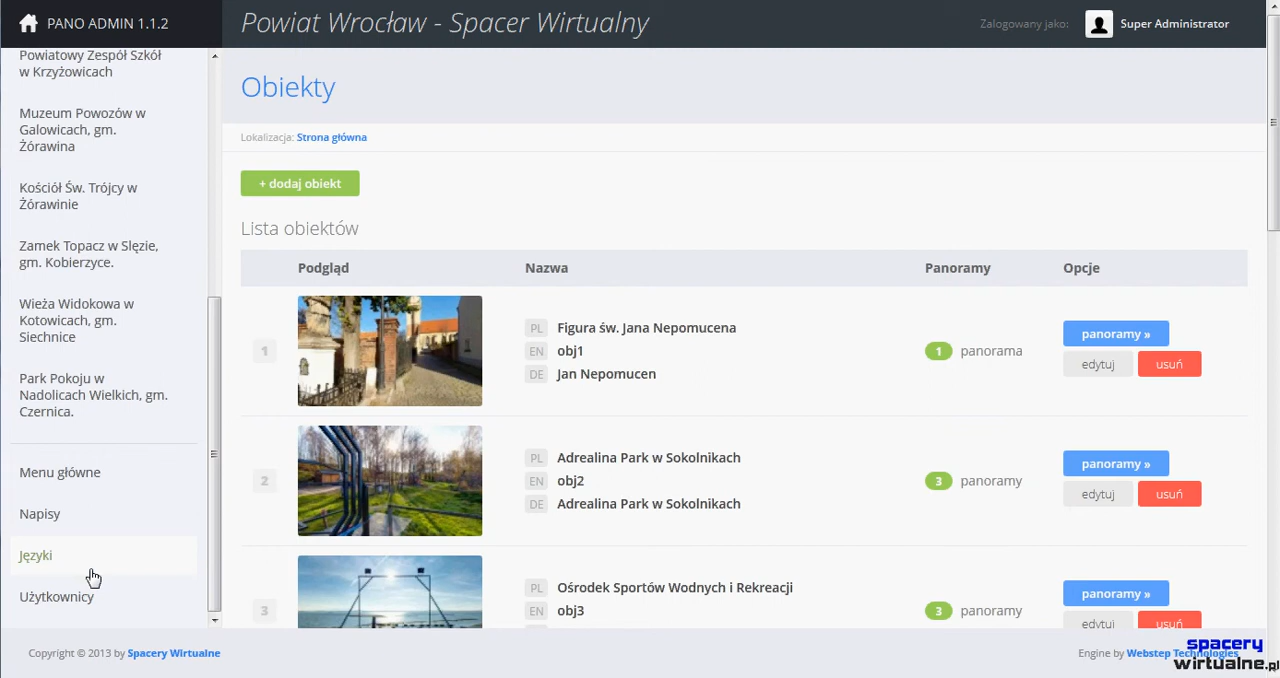 PANO ADMIN 1.1.2
Powiat Wrocław - Spacer Wirtualny
Zalogowany jako:
Super Administrator
Powiatowy Zespół Szkół
w Krzyżowicach
Muzeum Powozów w
Galowicach, gm.
Żórawina
Kościół Św. Trójcy w
Żórawinie
Zamek Topacz w Slęzie,
gm. Kobierzyce.
Wieża Widokowa w
Kotowicach, gm.
Siechnice
Park Pokoju w
Nadolicach Wielkich, gm.
Czernica.
Menu główne
Napisy
Języki
Użytkownicy
Obiekty
Lokalizacja: Strona główna
+ dodaj obiekt
Lista obiektów
Podgląd Nazwa Panoramy Opcje
1
PL Figura św. Jana Nepomucena
EN obj1
DE Jan Nepomucen
1 panorama
panoramy »
edytuj usuń
2
PL Adrealina Park w Sokolnikach
EN obj2
DE Adrealina Park w Sokolnikach
3 panoramy
panoramy »
edytuj usuń
3
PL Ośrodek Sportów Wodnych i Rekreacji
EN obj3
3 panoramy
panoramy »
edytuj usuń
Copyright © 2013 by Spacery Wirtualne
Engine by Webstep Technologies
spacery
wirtualne.pl